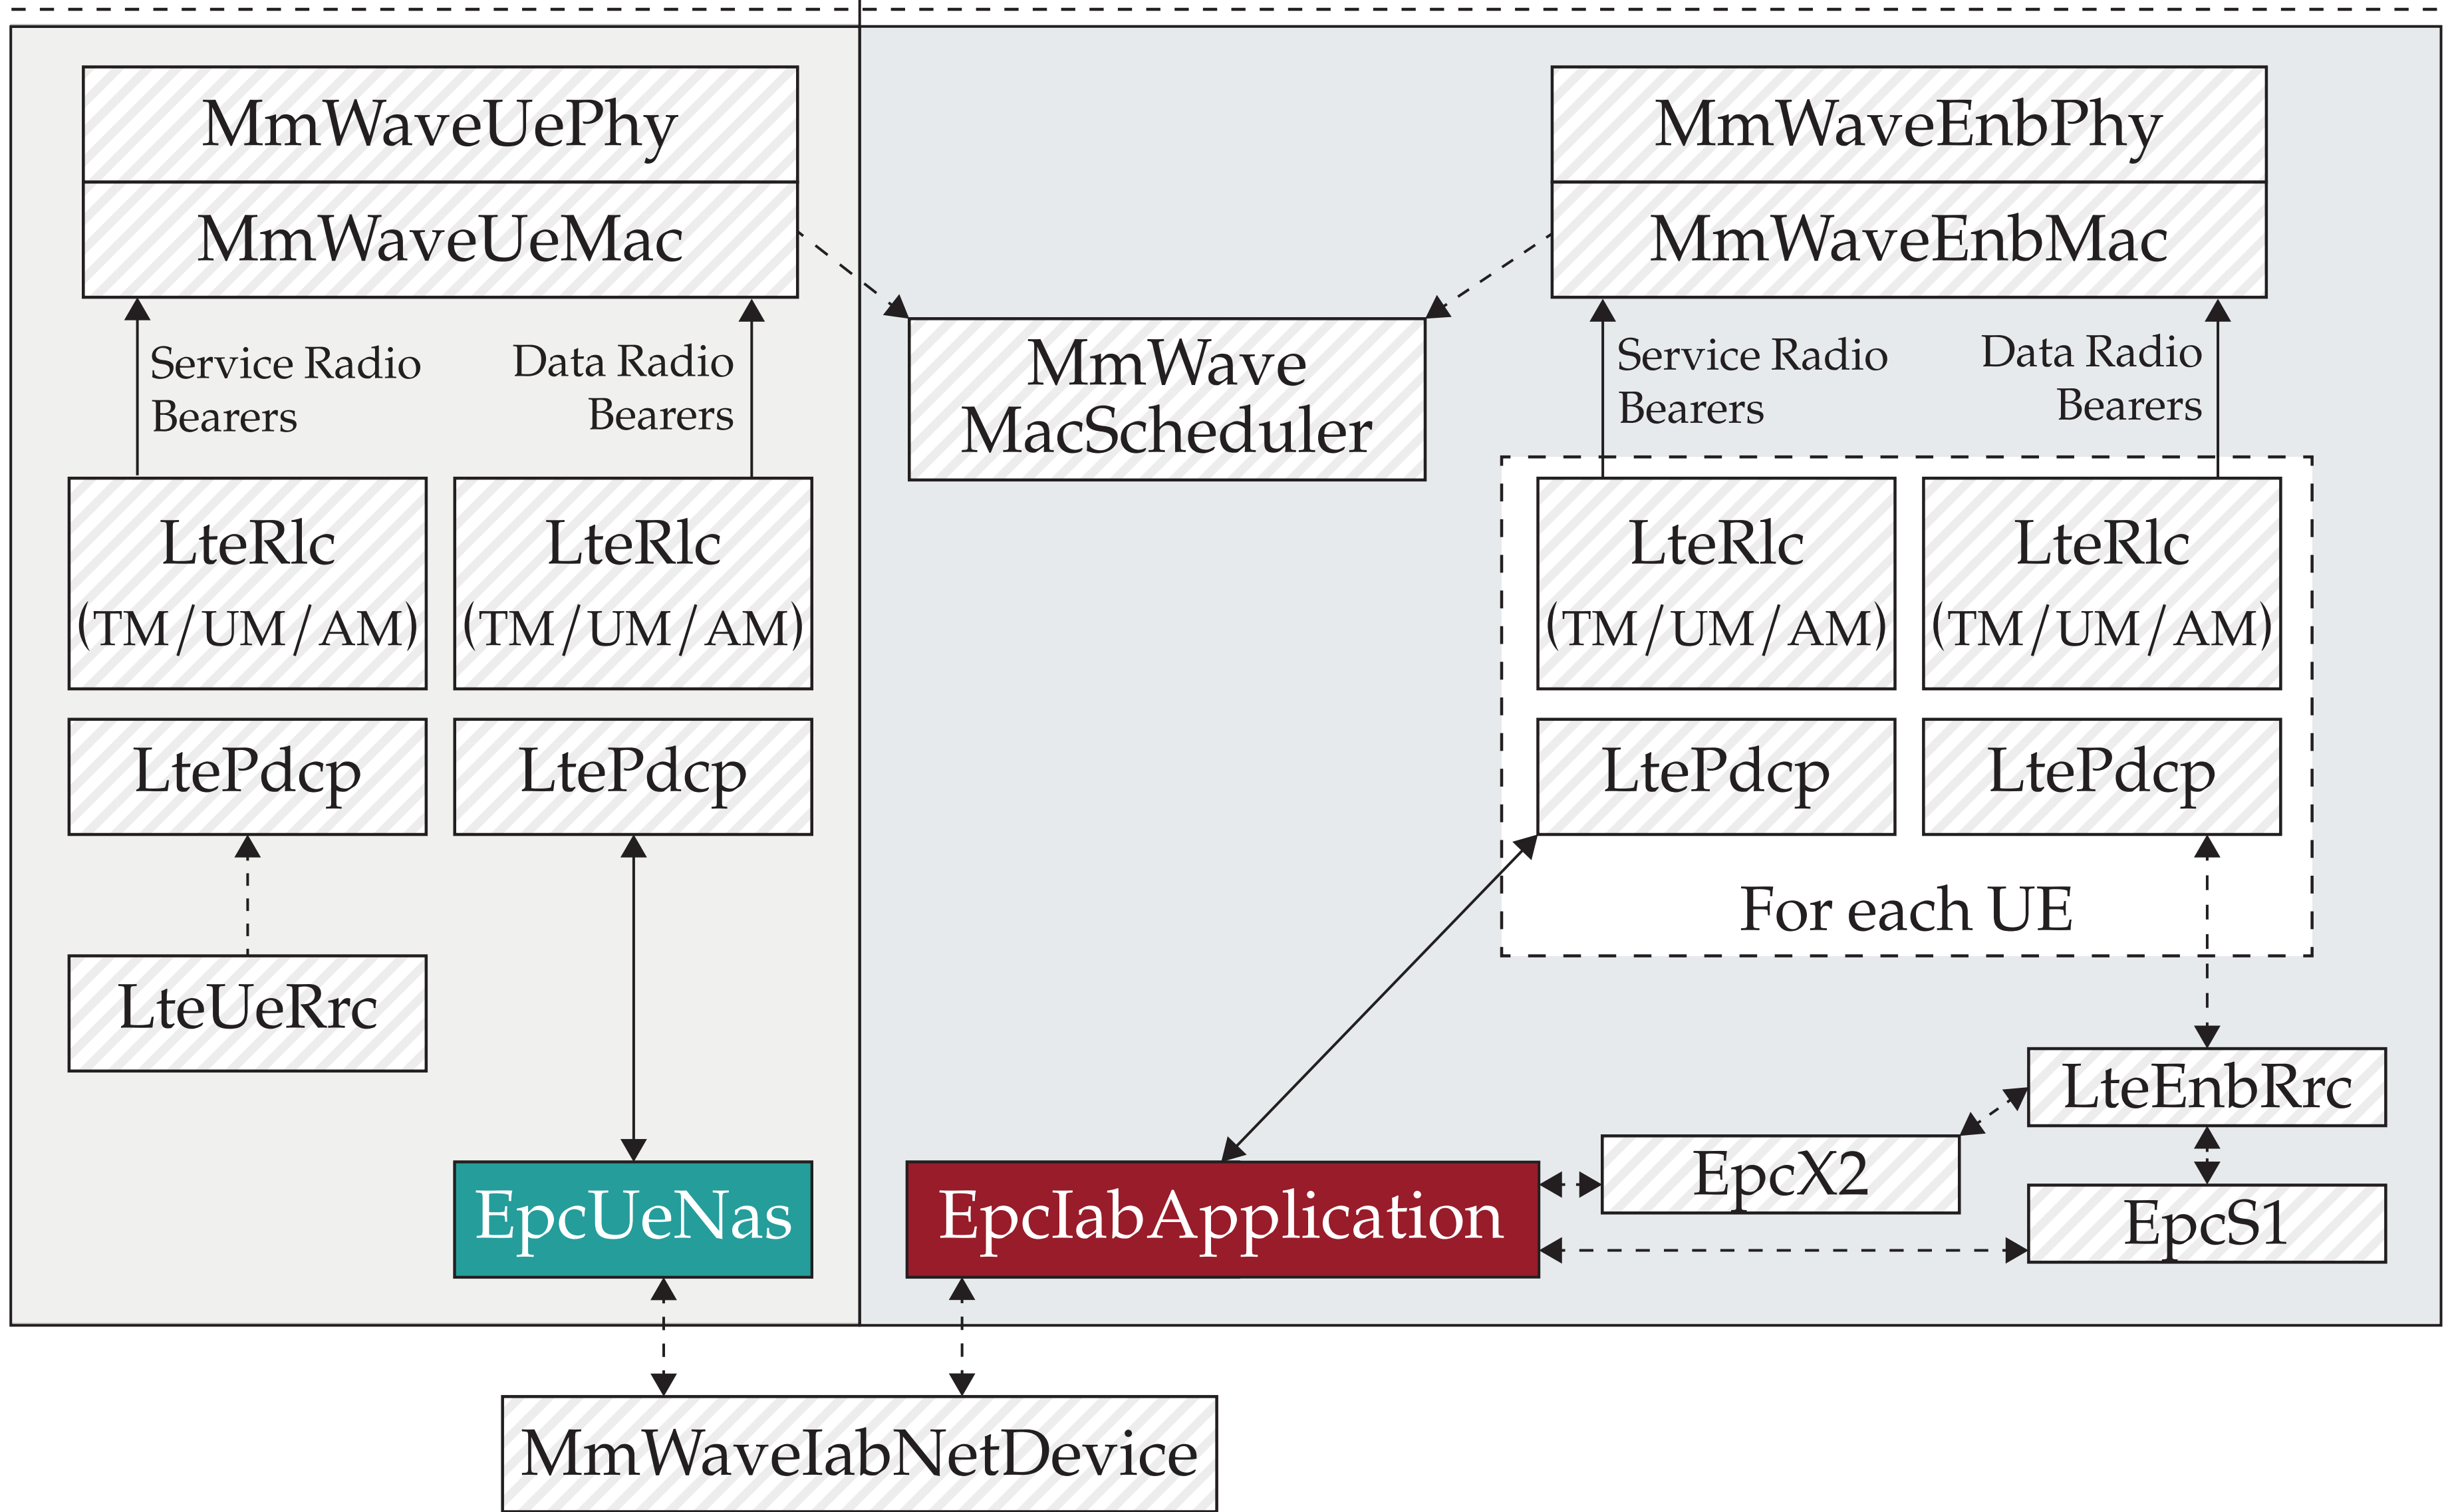 MmWaveUePhy
MmWaveUeMac
Service Radio
Bearers
Data Radio
Bearers
LteRlc
(TM/UM/AM)
LteRlc
(TM/UM/AM)
LtePdcp
LtePdcp
LteUeRrc
EpcUeNas
MmWave
MacScheduler
MmWaveEnbPhy
MmWaveEnbMac
Service Radio
Bearers
Data Radio
Bearers
LteRlc
(TM/UM/AM)
LteRlc
(TM/UM/AM)
LtePdcp
LtePdcp
For each UE
LteEnbRrc
EpcX2
EpcS1
EpcIabApplication
MmWaveIabNetDevice